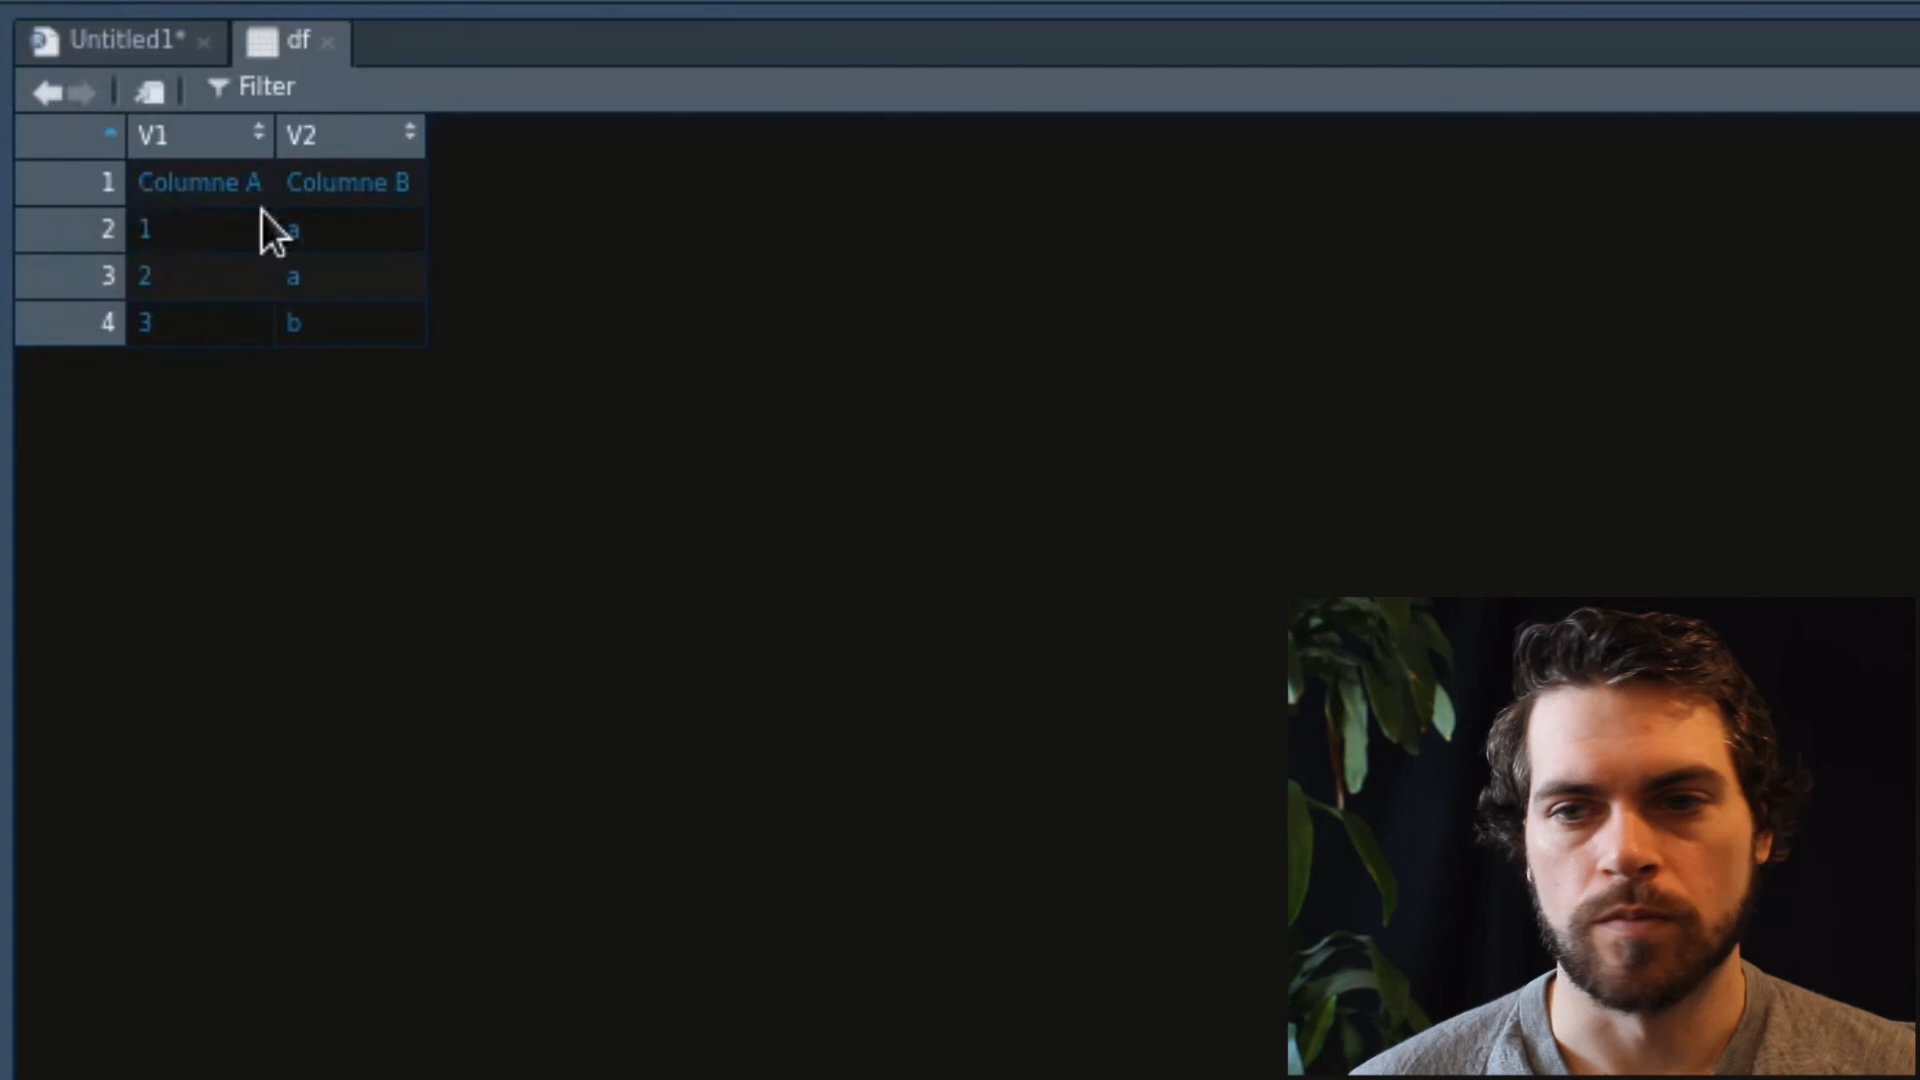 Untitled1* × df ×
Filter
V1 V2
1 Columne A Columne B
2 1 a
3 2 a
4 3 b